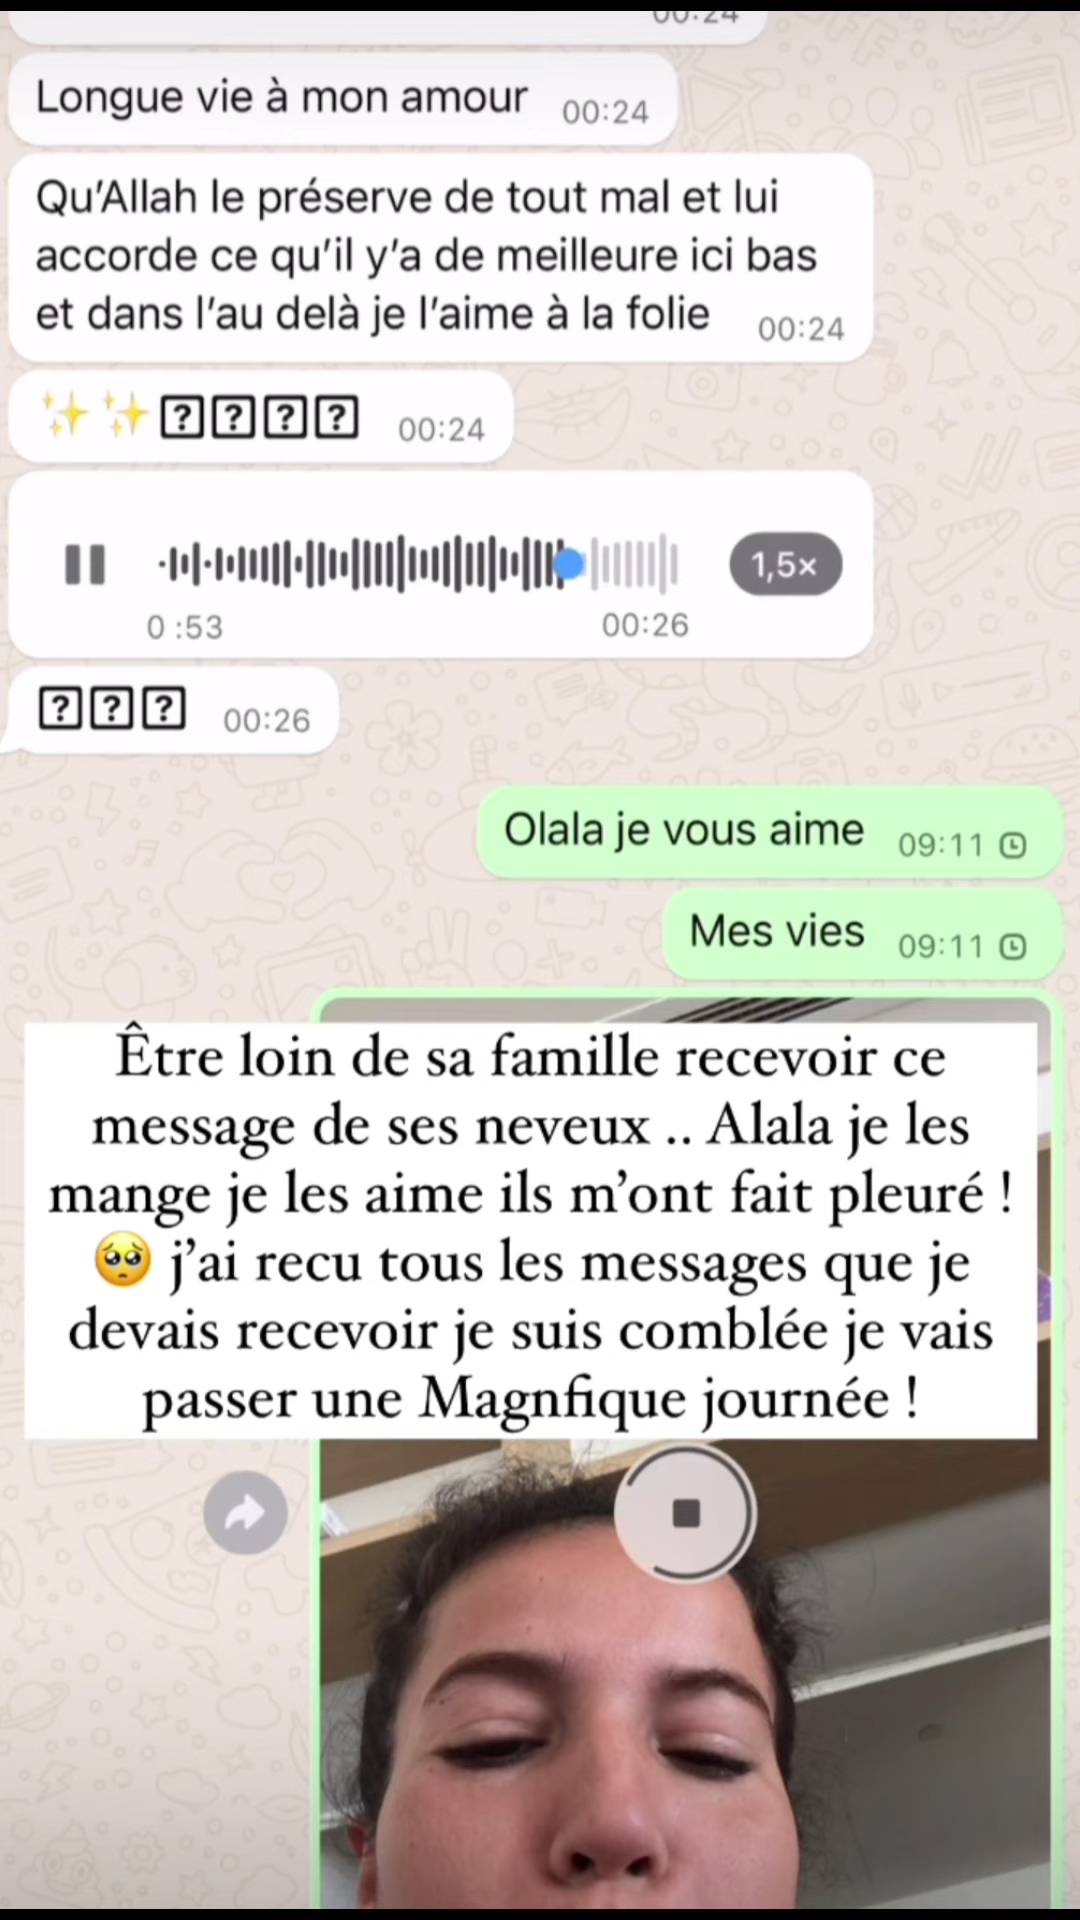 00:24
Longue vie à mon amour 00:24
Qu’Allah le préserve de tout mal et lui
accorde ce qu’il y’a de meilleure ici bas
et dans l’au delà je l’aime à la folie 00:24
✨✨🯄🯄🯄🯄 00:24
1,5×
0 :53 00:26
🯄🯄🯄 00:26
Olala je vous aime 09:11
Mes vies 09:11
Être loin de sa famille recevoir ce
message de ses neveux .. Alala je les
mange je les aime ils m’ont fait pleuré !
🥺 j’ai recu tous les messages que je
devais recevoir je suis comblée je vais
passer une Magnfique journée !